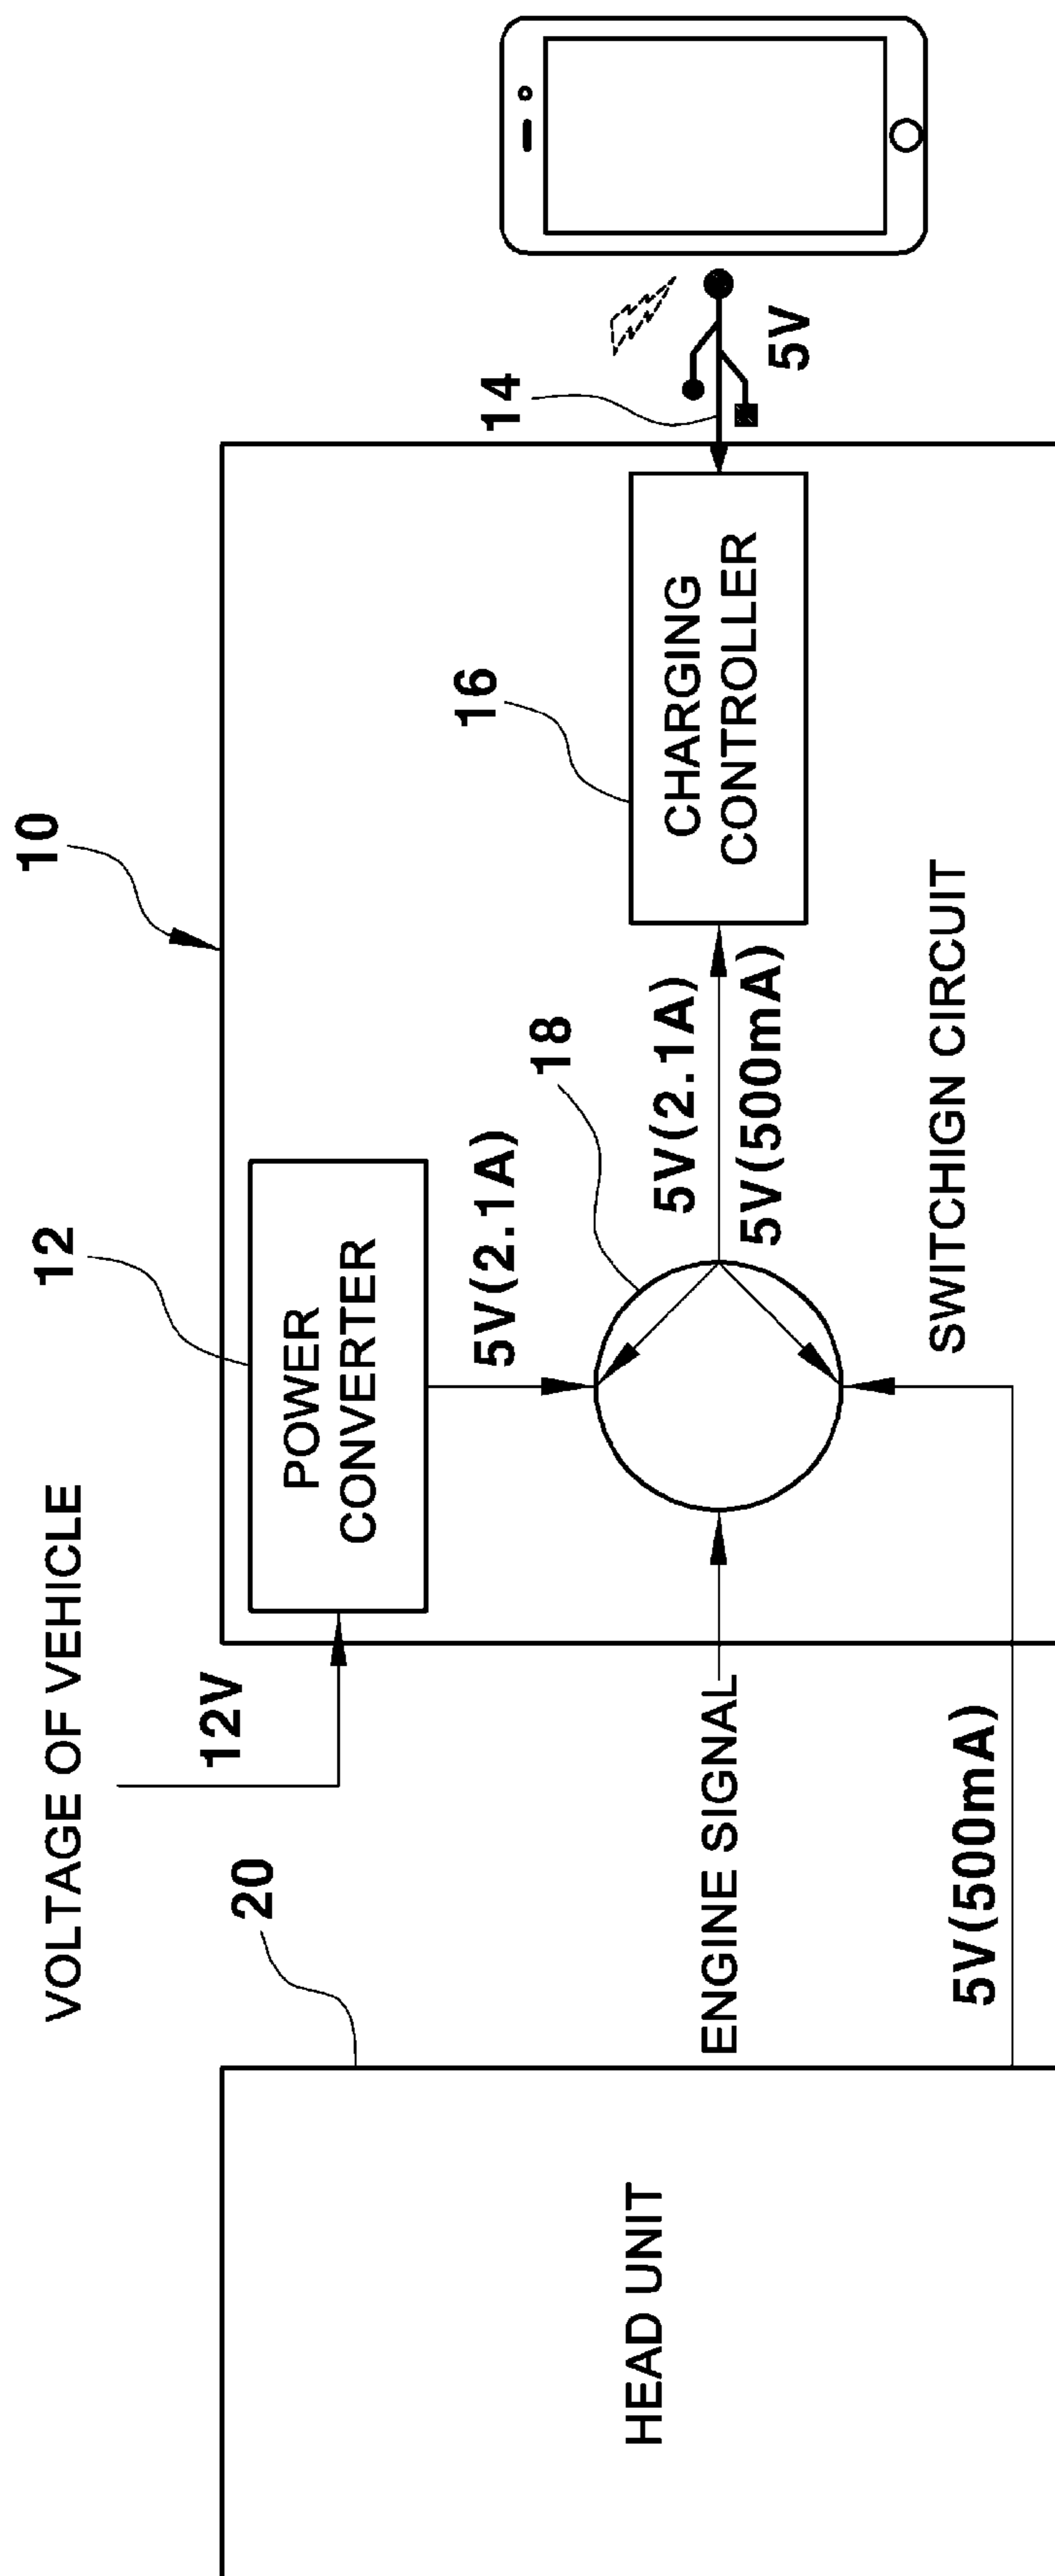 VOLTAGE OF VEHICLE
10
12
12V
20
POWER
CONVERTER
5V(2.1A)
16
14
18
5V(2.1A)
5V(500mA)
CHARGING
CONTROLLER
5V
HEAD UNIT
ENGINE SIGNAL
SWITCHIGN CIRCUIT
5V(500mA)